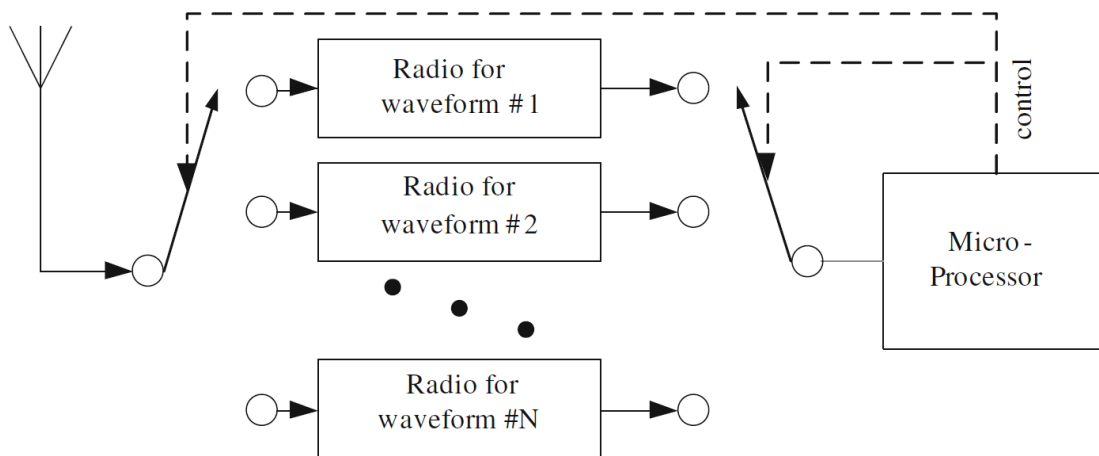 Radio for
waveform #1
Radio for
waveform #2
Radio for
waveform #N
control
Micro-
Processor